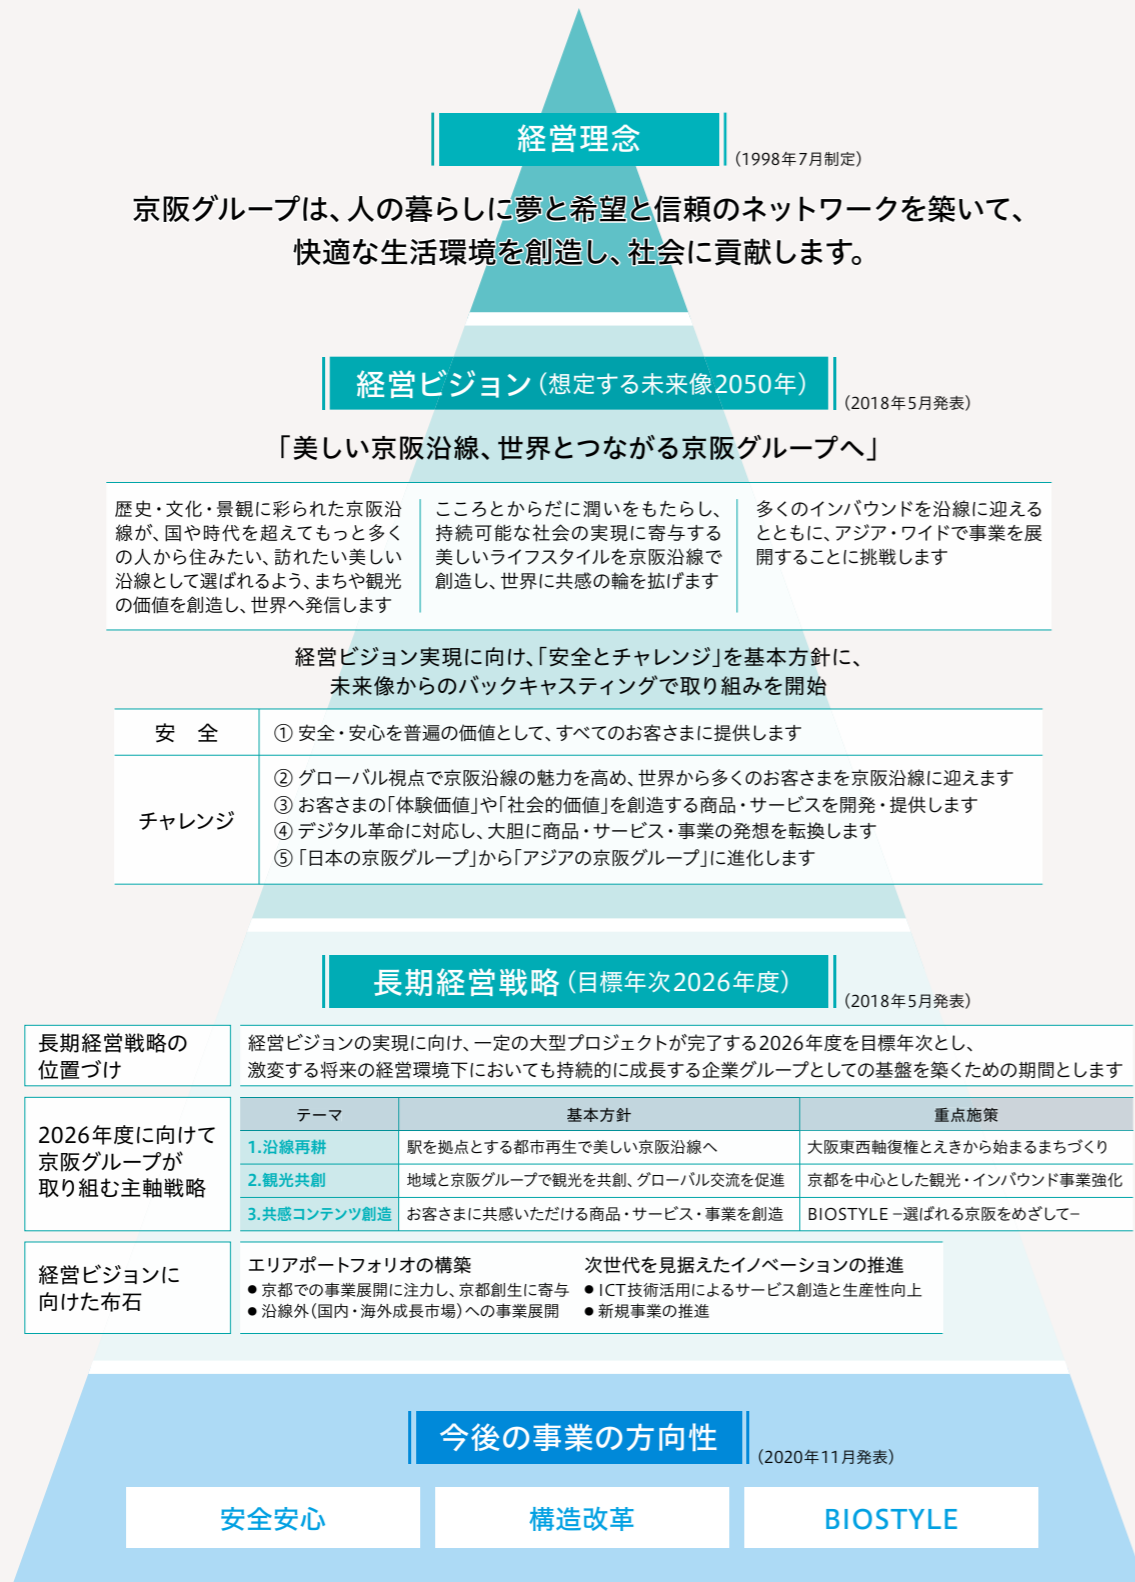 経営理念
(1998年7月制定)
京阪グループは、人の暮らしに夢と希望と信頼のネットワークを築いて、
快適な生活環境を創造し、社会に貢献します。
経営ビジョン(想定する未来像2050年)
(2018年5月発表)
「美しい京阪沿線、世界とつながる京阪グループへ」
歴史・文化・景観に彩られた京阪沿
線が、国や時代を超えてもっと多く
の人から住みたい、訪れたい美しい
沿線として選ばれるよう、まちや観光
の価値を創造し、世界へ発信します
こころとからだに潤いをもたらし、
持続可能な社会の実現に寄与する
美しいライフスタイルを京阪沿線で
創造し、世界に共感の輪を拡げます
多くのインバウンドを沿線に迎える
とともに、アジア・ワイドで事業を展
開することに挑戦します
経営ビジョン実現に向け、「安全とチャレンジ」を基本方針に、
未来像からのバックキャスティングで取り組みを開始
安 全
① 安全・安心を普遍の価値として、すべてのお客さまに提供します
チャレンジ
② グローバル視点で京阪沿線の魅力を高め、世界から多くのお客さまを京阪沿線に迎えます
③ お客さまの「体験価値」や「社会的価値」を創造する商品・サービスを開発・提供します
④ デジタル革命に対応し、大胆に商品・サービス・事業の発想を転換します
⑤ 「日本の京阪グループ」から「アジアの京阪グループ」に進化します
長期経営戦略(目標年次2026年度)
(2018年5月発表)
長期経営戦略の
位置づけ
経営ビジョンの実現に向け、一定の大型プロジェクトが完了する2026年度を目標年次とし、
激変する将来の経営環境下においても持続的に成長する企業グループとしての基盤を築くための期間とします
2026年度に向けて
京阪グループが
取り組む主軸戦略
テーマ 基本方針 重点施策
1.沿線再耕 駅を拠点とする都市再生で美しい京阪沿線へ 大阪東西軸復権とえきから始まるまちづくり
2.観光共創 地域と京阪グループで観光を共創、グローバル交流を促進 京都を中心とした観光・インバウンド事業強化
3.共感コンテンツ創造 お客さまに共感いただける商品・サービス・事業を創造 BIOSTYLE −選ばれる京阪をめざして−
経営ビジョンに
向けた布石
エリアポートフォリオの構築
● 京都での事業展開に注力し、京都創生に寄与
● 沿線外(国内・海外成長市場)への事業展開
次世代を見据えたイノベーションの推進
● ICT技術活用によるサービス創造と生産性向上
● 新規事業の推進
今後の事業の方向性
(2020年11月発表)
安全安心
構造改革
BIOSTYLE